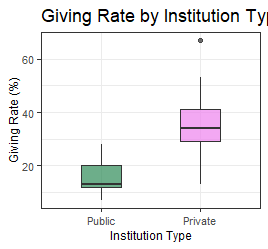 Giving Rate by Institution Typ
Giving Rate (%)
60
40
20
Public Private
Institution Type